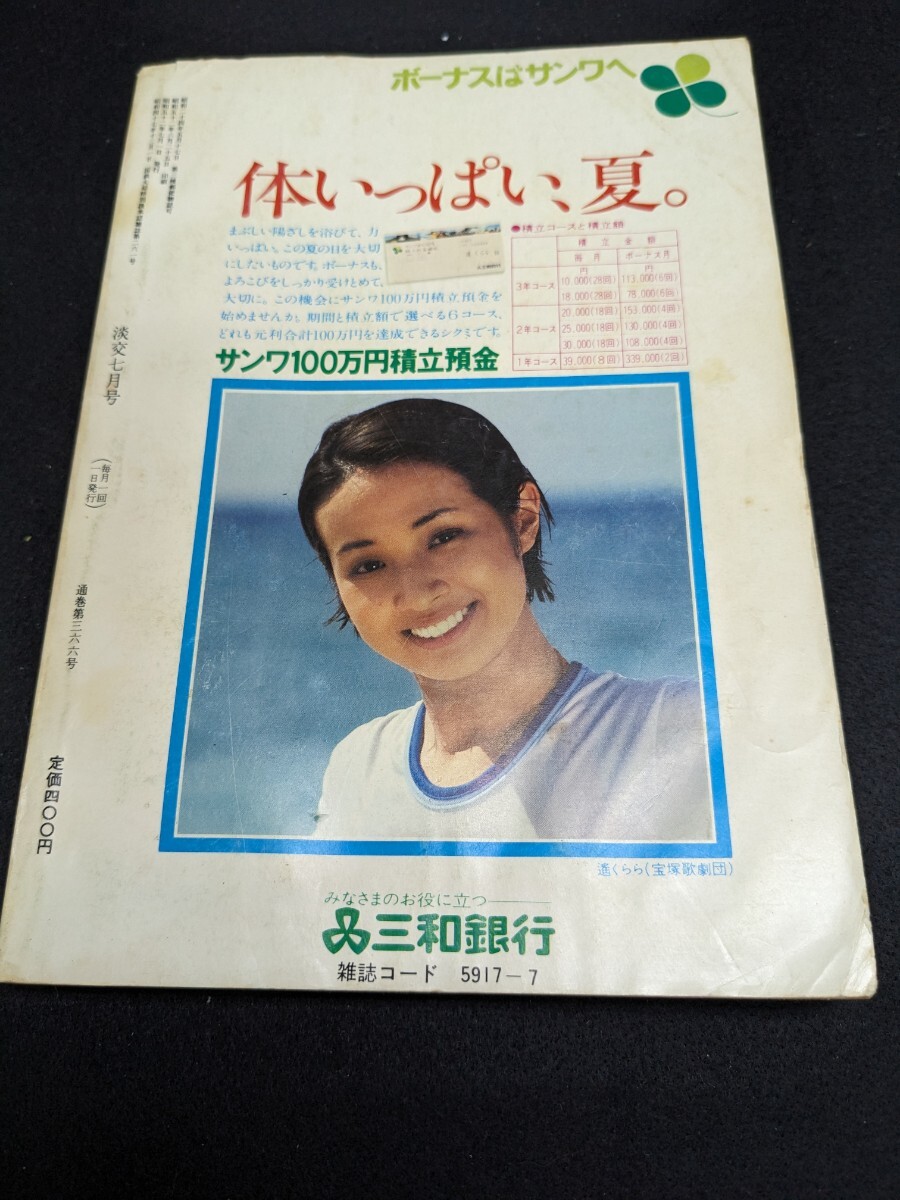 ボーナスはサンワへ
体いっぱい、夏。
まぶしい陽ざしを浴びて、力
いっぱい。この夏の日を大切
にしたいものです。ボーナスも、
よろこびをしっかり受けとめて、
大切に。この機会にサンワ100万円積立預金を
始めませんか。期間と積立額で選べる6コース、
どれも元利合計100万円を達成できるシクミです。
サンワ100万円積立預金
●積立コースと積立額
積立金額
毎月 ボーナス月
円 円
3年コース 10,000(28回) 113,000(6回)
18,000(28回) 78,000(6回)
20,000(18回) 153,000(4回)
2年コース 25,000(18回) 130,000(4回)
30,000(18回) 108,000(4回)
1年コース 39,000(8回) 339,000(2回)
遥くらら(宝塚歌劇団)
みなさまのお役に立つ
三和銀行
雑誌コード 5917-7
淡交七月号
(毎月一回
一日発行)
通巻第三六六号
定価四〇〇円